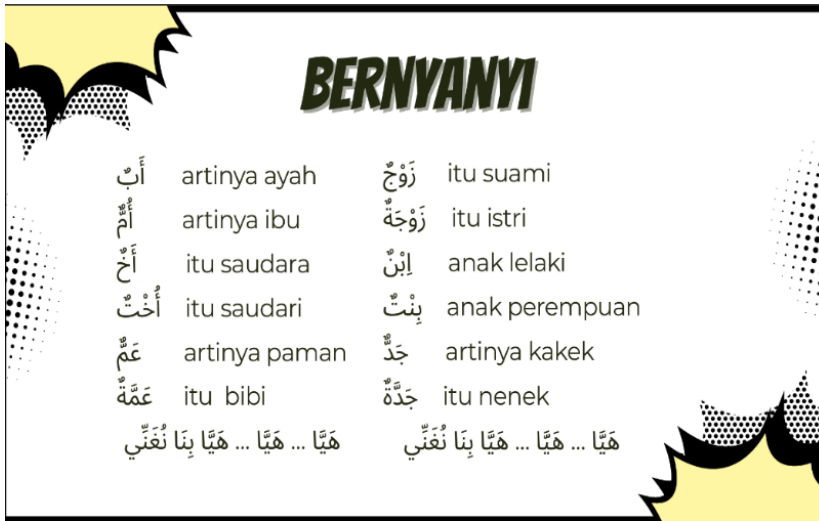 BERNYANYI
أَبٌ artinya ayah
أُمٌّ artinya ibu
أَخٌ itu saudara
أُخْتٌ itu saudari
عَمٌّ artinya paman
عَمَّةٌ itu bibi
هَيَّا ... هَيَّا ... هَيَّا بِنَا نُغَنِّي
زَوْجٌ itu suami
زَوْجَةٌ itu istri
اِبْنٌ anak lelaki
بِنْتٌ anak perempuan
جَدٌّ artinya kakek
جَدَّةٌ itu nenek
هَيَّا ... هَيَّا ... هَيَّا بِنَا نُغَنِّي